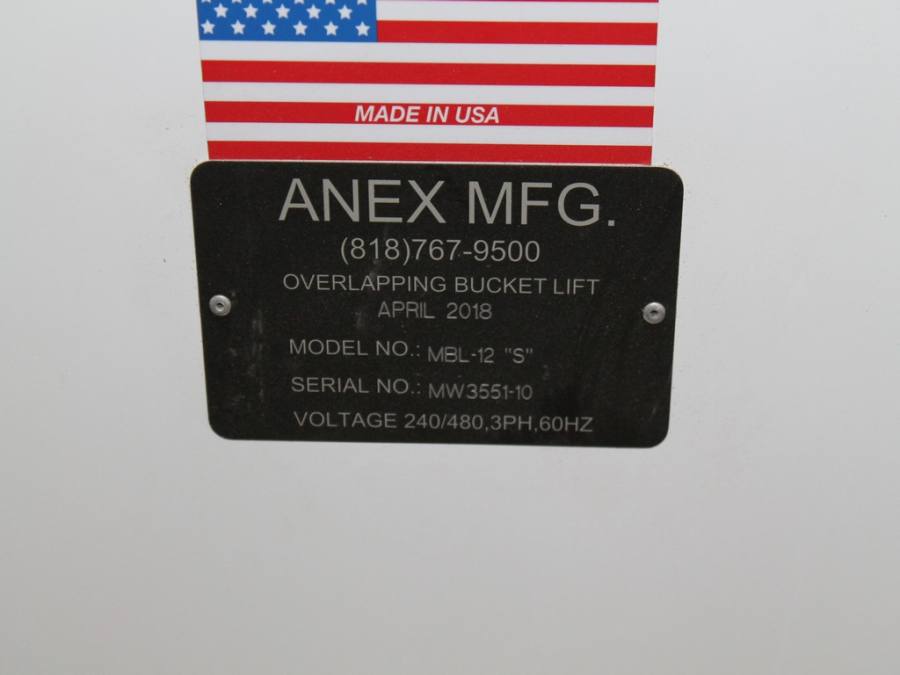 MADE IN USA
ANEX MFG.
(818)767-9500
OVERLAPPING BUCKET LIFT
APRIL 2018
MODEL NO.: MBL-12 "S"
SERIAL NO.: MW3551-10
VOLTAGE 240/480,3PH,60HZ